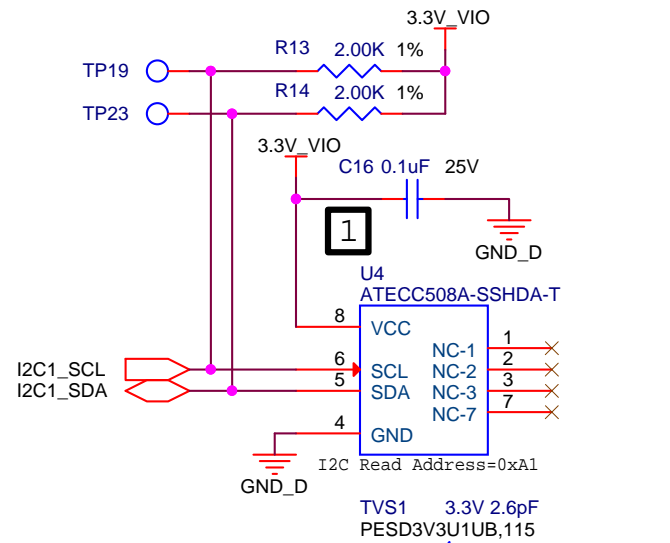 3.3V_VIO
R13 2.00K 1%
TP19
R14 2.00K 1%
TP23
3.3V_VIO
C16 0.1uF 25V
1
GND_D
U4
ATECC508A-SSHDA-T
8 VCC
1 NC-1
I2C1_SCL 6 SCL
2 NC-2
I2C1_SDA 5 SDA
3 NC-3
7 NC-7
4 GND
I2C Read Address=0xA1
GND_D
TVS1 3.3V 2.6pF
PESD3V3U1UB,115